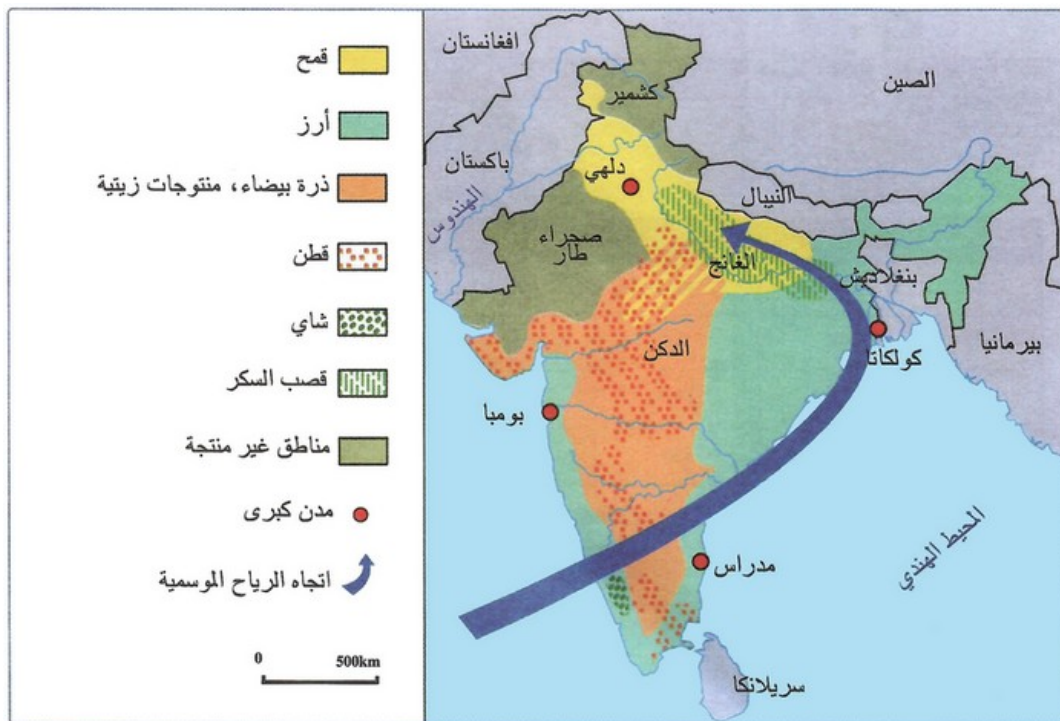 قمح
أرز
ذرة بيضاء، منتوجات زيتية
قطن
شاي
قصب السكر
مناطق غير منتجة
مدن كبرى
اتجاه الرياح الموسمية
0 500km
افغانستان
الصين
كشمير
باكستان
دلهي
النيبال
الهندوس
صحراء
طار
الغانج
بنغلاديش
بيرمانيا
كولكاتا
الدكن
بومبا
المحيط الهندي
مدراس
سريلانكا